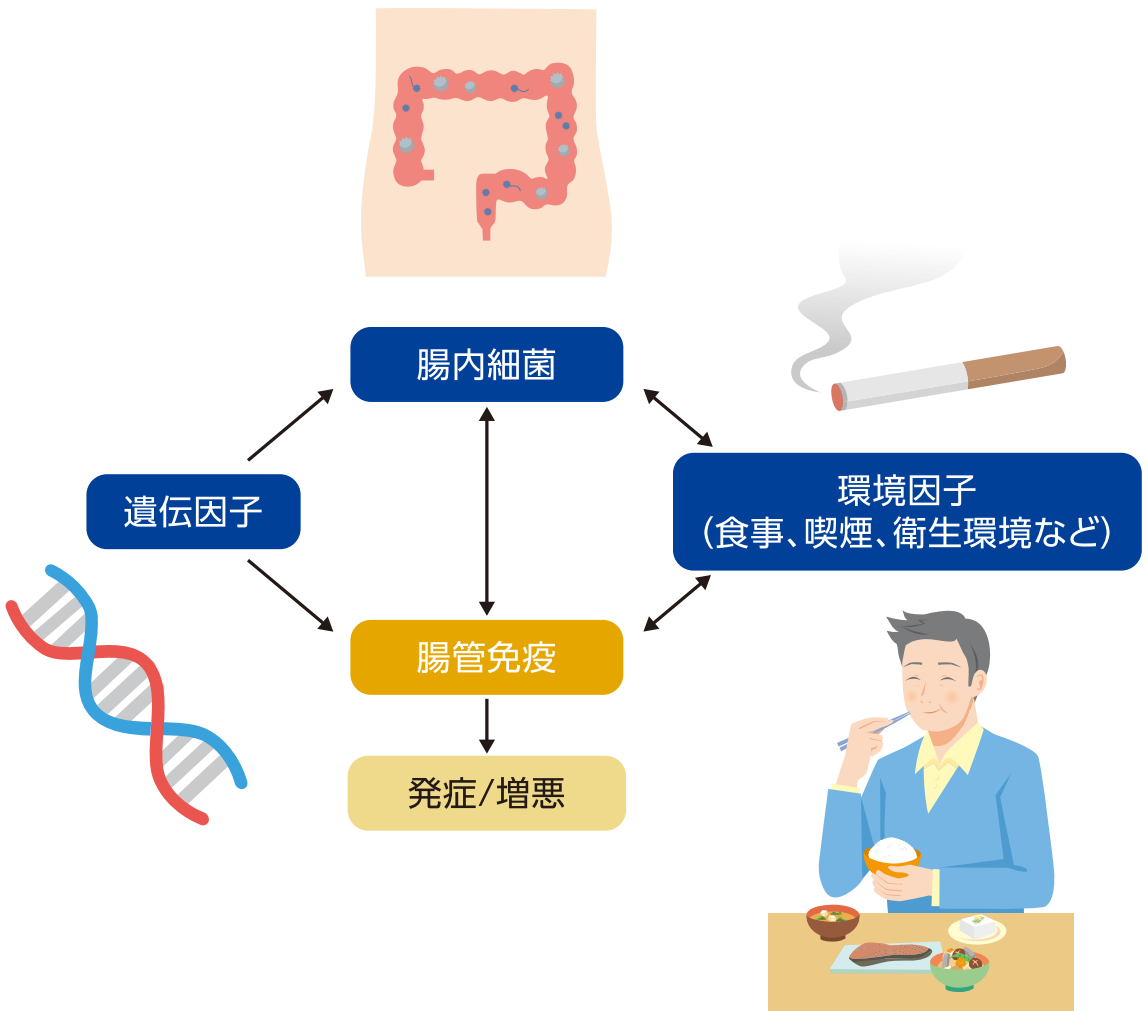 腸内細菌
遺伝因子
環境因子
（食事、喫煙、衛生環境など）
腸管免疫
発症/増悪